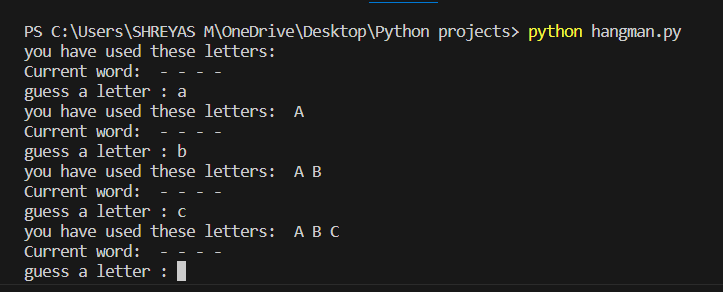 PS C:\Users\SHREYAS M\OneDrive\Desktop\Python projects> python hangman.py
you have used these letters:
Current word:  - - - -
guess a letter : a
you have used these letters:  A
Current word:  - - - -
guess a letter : b
you have used these letters:  A B
Current word:  - - - -
guess a letter : c
you have used these letters:  A B C
Current word:  - - - -
guess a letter :